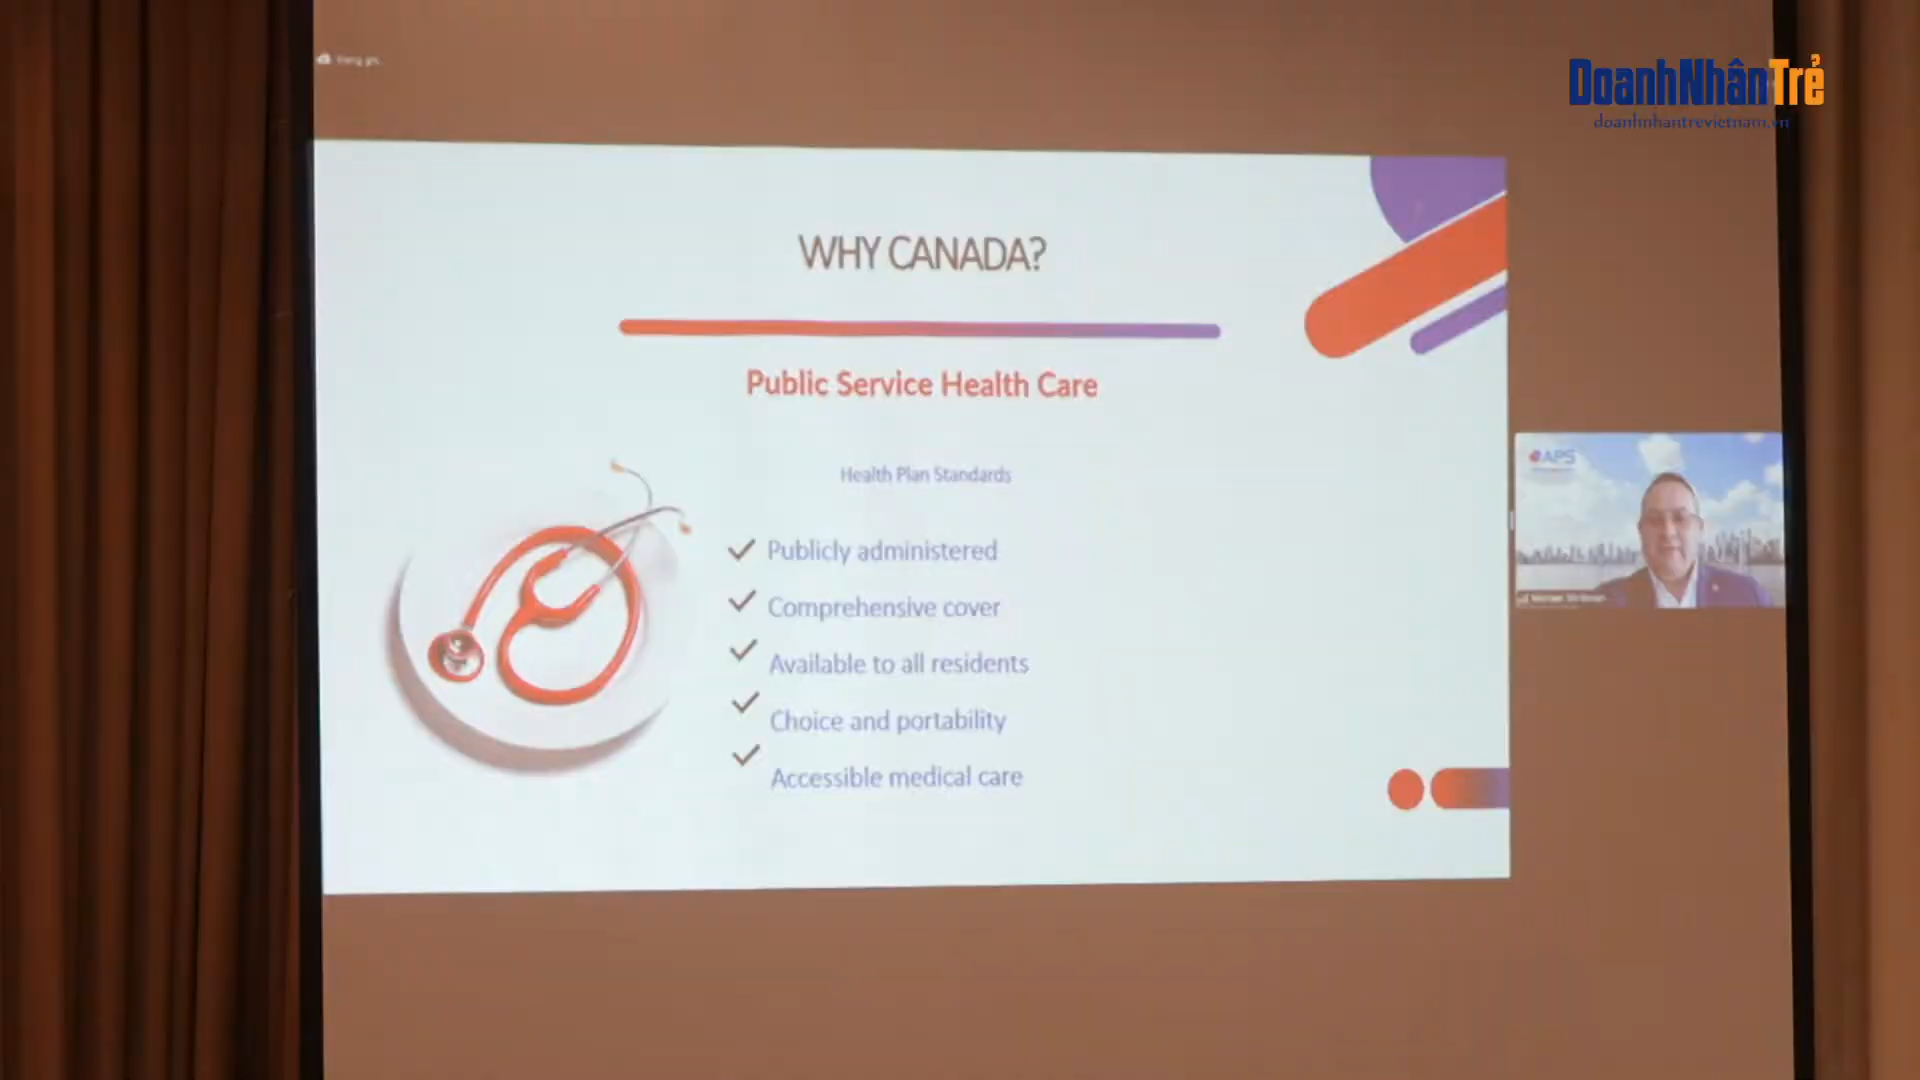 DoanhNhânTrẻ
doanhnhantrevietnam.vn
WHY CANADA?
Public Service Health Care
Health Plan Standards
Publicly administered
Comprehensive cover
Available to all residents
Choice and portability
Accessible medical care
APS